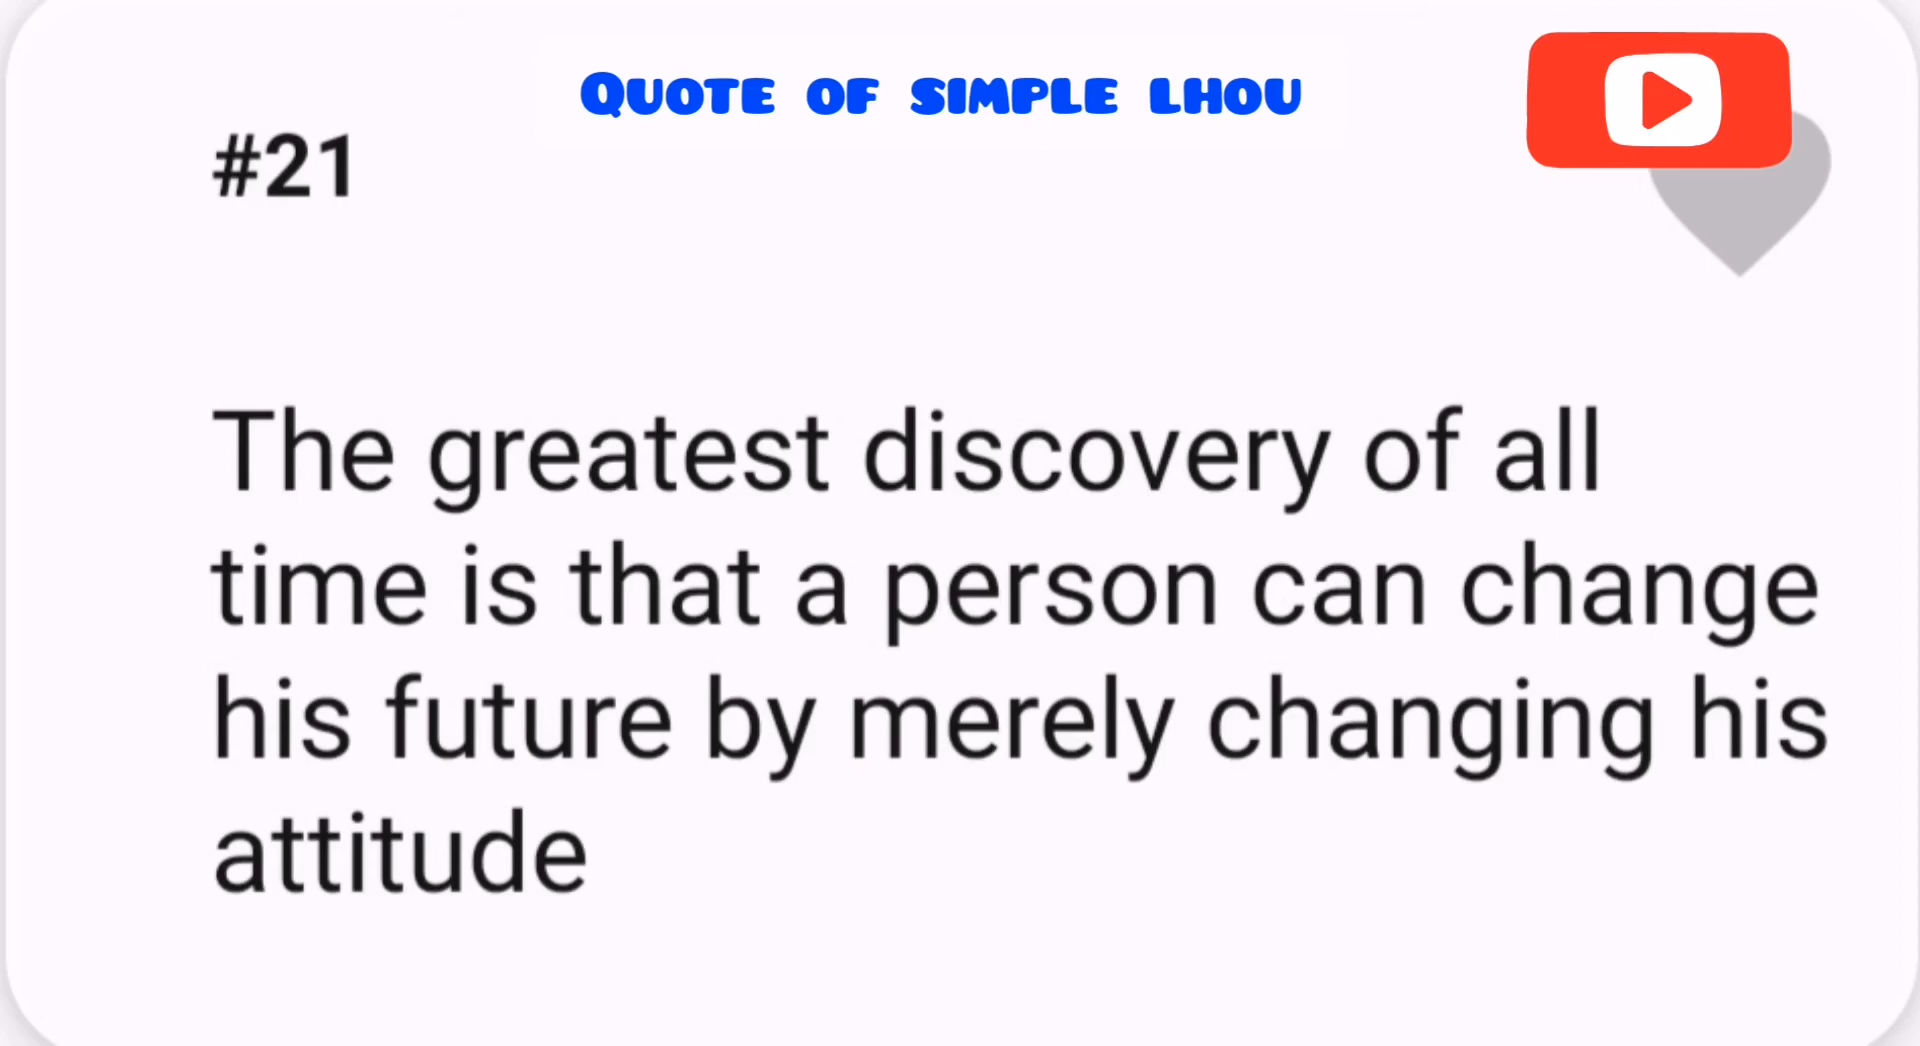 QUOTE OF SIMPLE LHOU
#21
The greatest discovery of all
time is that a person can change
his future by merely changing his
attitude